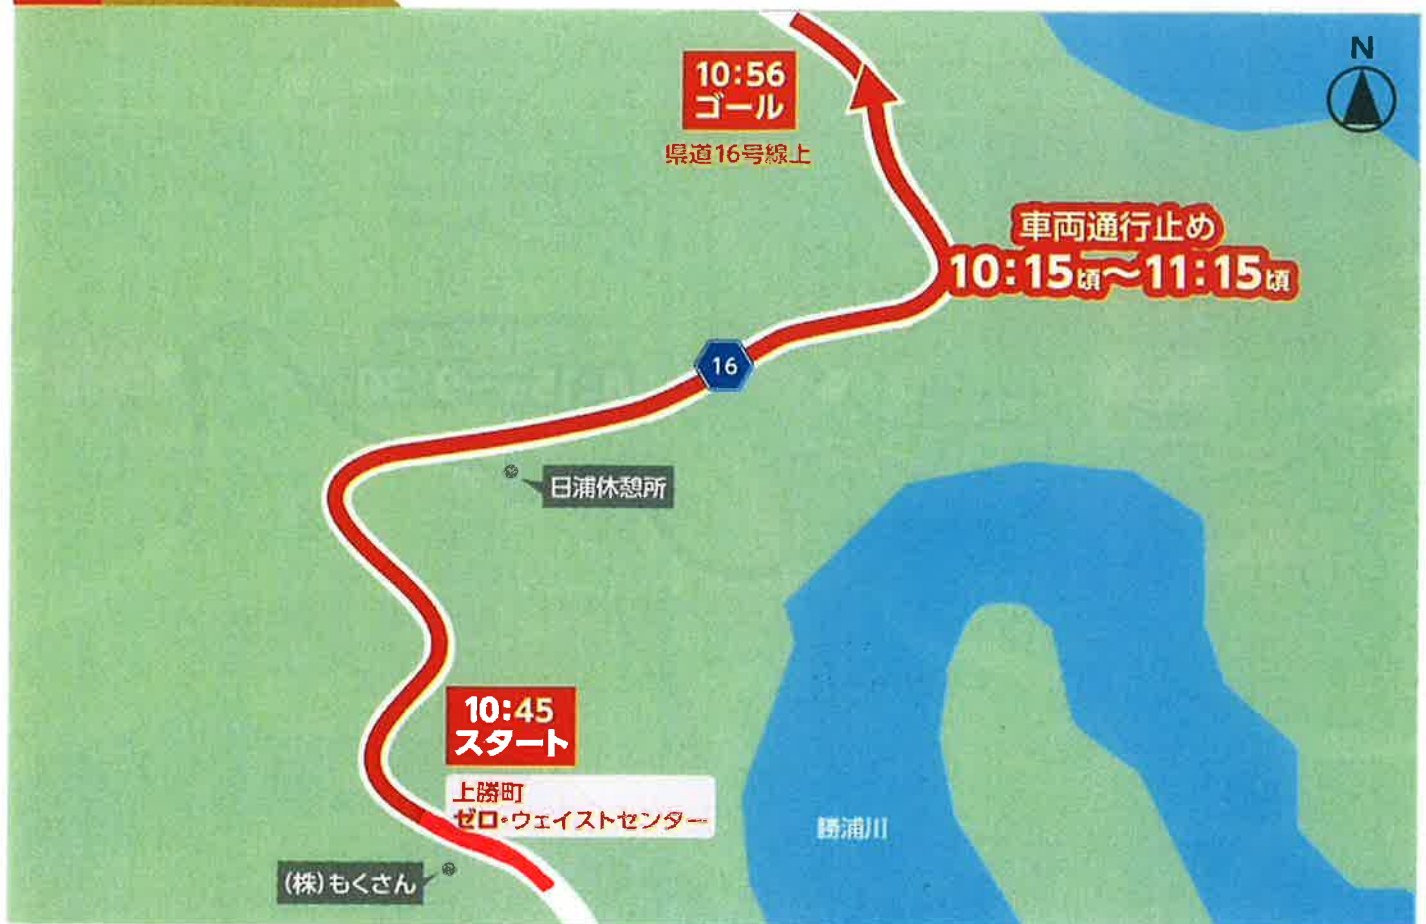 N
10:56
ゴール
県道16号線上
車両通行止め
10:15頃～11:15頃
16
日浦休憩所
10:45
スタート
上勝町
ゼロ・ウェイストセンター
勝浦川
(株)もくさん